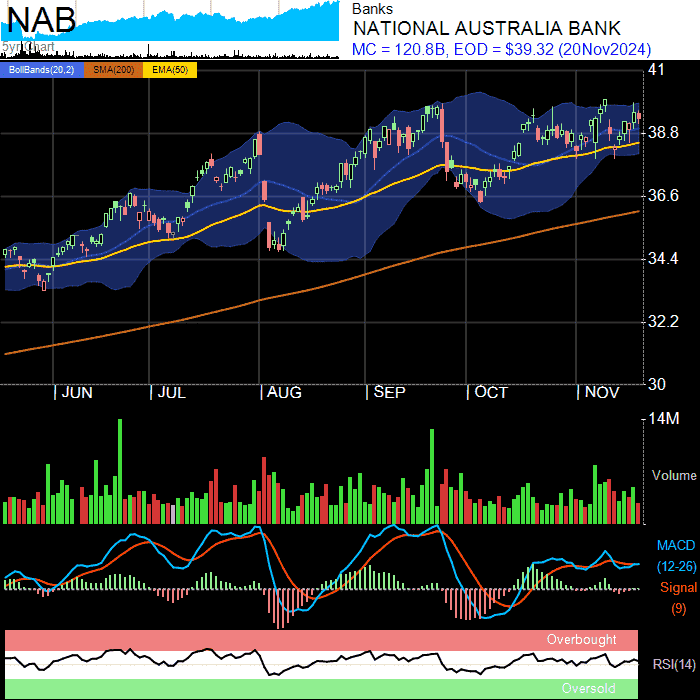 NAB
5yr Chart
Banks
NATIONAL AUSTRALIA BANK
MC = 120.8B, EOD = $39.32 (20Nov2024)
BollBands(20,2) SMA(200) EMA(50)
41
38.8
36.6
34.4
32.2
30
JUN JUL AUG SEP OCT NOV
14M
Volume
MACD
(12-26)
Signal
(9)
Overbought
RSI(14)
Oversold